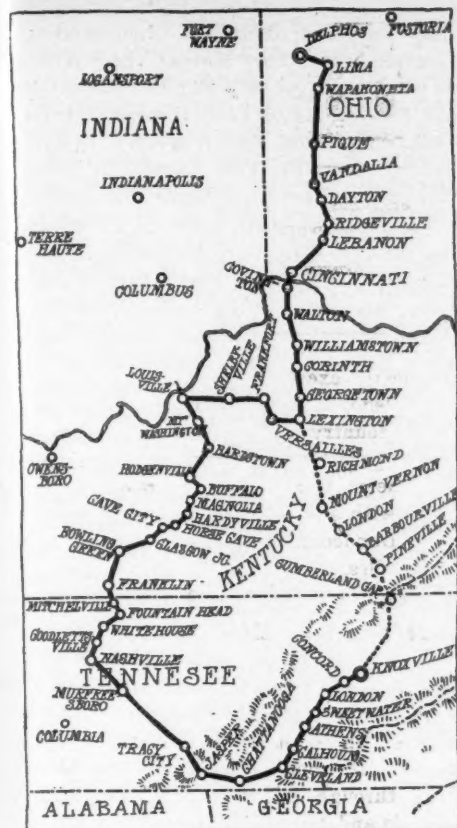 FORT WAYNE
DELPHOS
FOSTORIA
LOGANSPORT
LIMA
WAPAKONETA
OHIO
INDIANA
PIQUE
VANDALIA
INDIANAPOLIS
DAYTON
RIDGEVILLE
LEBANON
TERRE HAUTE
COLUMBUS
COVINGTON
CINCINNATI
WALTON
WILLIAMSTOWN
CORINTH
GEORGETOWN
LOUISVILLE
SHELBYVILLE
FRANKFORT
LEXINGTON
VERSAILLES
MT. WASHINGTON
BARDSTOWN
RICHMOND
OWENSBORO
HODGENVILLE
BUFFALO
MAGNOLIA
HARDYVILLE
HORSE CAVE
CAVE CITY
GLASGOW JC.
BOWLING GREEN
MOUNT VERNON
LONDON
BARBOURVILLE
PINEVILLE
KENTUCKY
CUMBERLAND GAP
FRANKLIN
MITCHELVILLE
FOUNTAIN HEAD
WHITEHOUSE
GOODLETTSVILLE
NASHVILLE
TENNESEE
CONCORD
KNOXVILLE
MURFREESBORO
LONDON
SWEETWATER
ATHENS
CALHOUN
CLEVELAND
COLUMBIA
TRACY CITY
JASPER
CHATTANOOGA
ALABAMA
GEORGIA